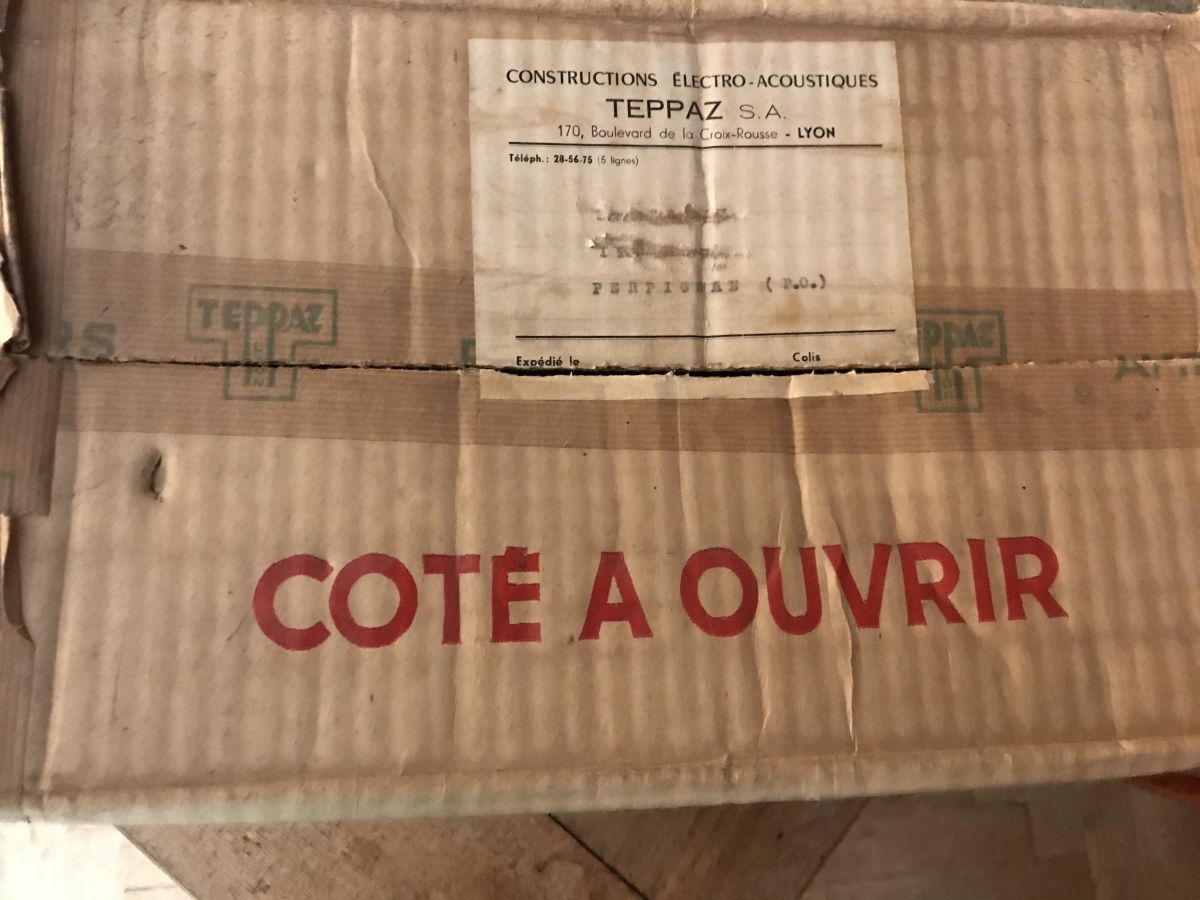 CONSTRUCTIONS ÉLECTRO-ACOUSTIQUES
TEPPAZ S.A.
170, Boulevard de la Croix-Rousse - LYON
Téléph. : 28-56-75 (5 lignes)
PERPIGNAN (P.O.)
Expédié le Colis
TEPPAZ
TEPPAZ
COTÉ A OUVRIR